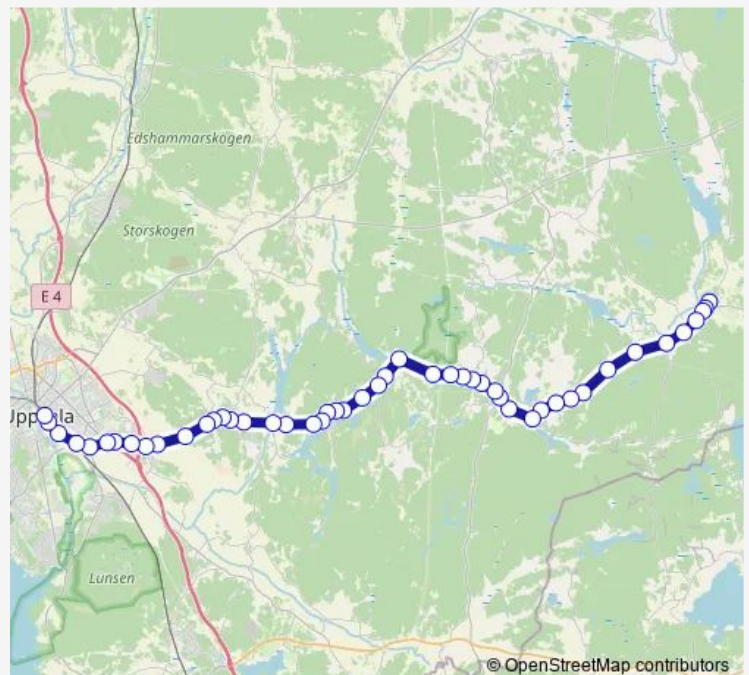 Edshammarskogen
Storskogen
E 4
Uppsala
Lunsen
© OpenStreetMap contributors